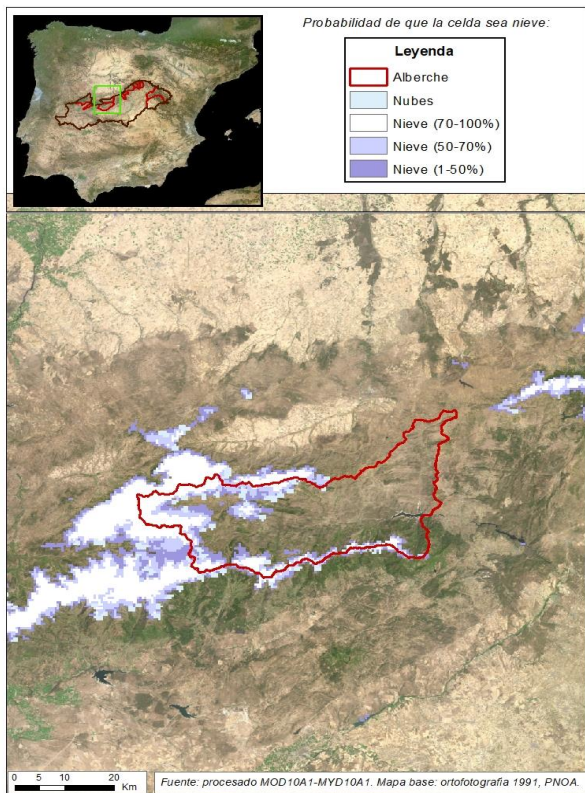 Probabilidad de que la celda sea nieve:
Leyenda
Alberche
Nubes
Nieve (70-100%)
Nieve (50-70%)
Nieve (1-50%)
0 5 10 20
Km
Fuente: procesado MOD10A1-MYD10A1. Mapa base: ortofotografía 1991, PNOA.